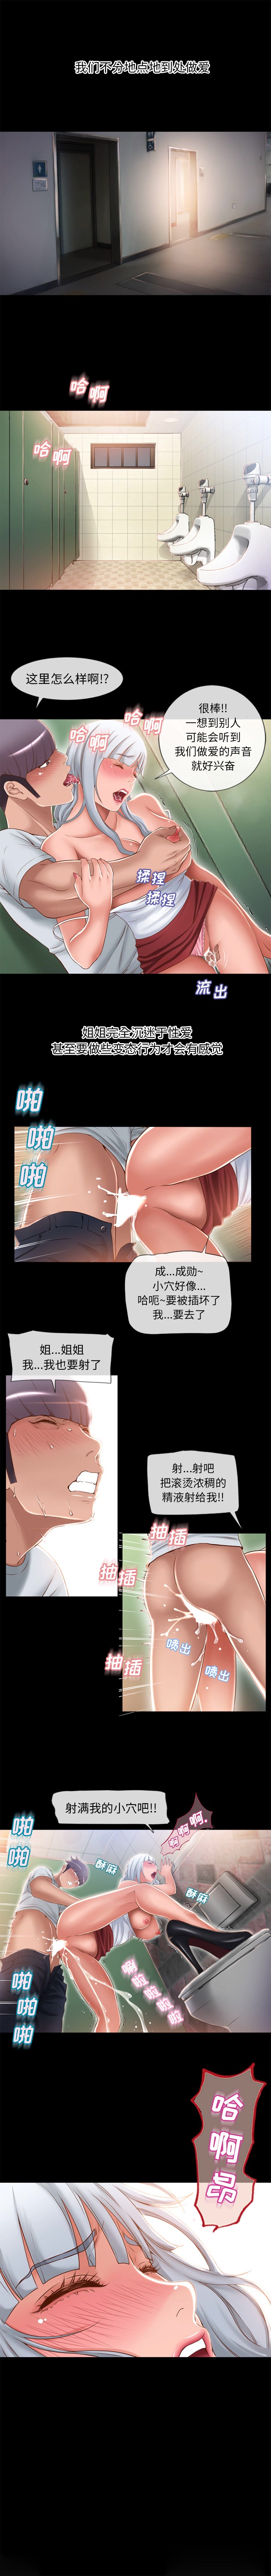 我们不分地点地到处做爱
哈啊
哈啊
这里怎么样啊!?
很棒!!
一想到别人
可能会听到
我们做爱的声音
就好兴奋
哈啊
哈啊
揉捏
揉捏
流出
姐姐完全沉迷于性爱
甚至要做些变态行为才会有感觉
啪
啪
啪
成...成勋~
小穴好像...
哈呃~要被插坏了
我...要去了
姐...姐姐
我...我也要射了
射...射吧
把滚烫浓稠的
精液射给我!!
抽插
抽插
抽插
喷出
喷出
射满我的小穴吧!!
啪
啪
啊啊啊.
酥麻
酥麻
啪
啪
啪
哈啊昂